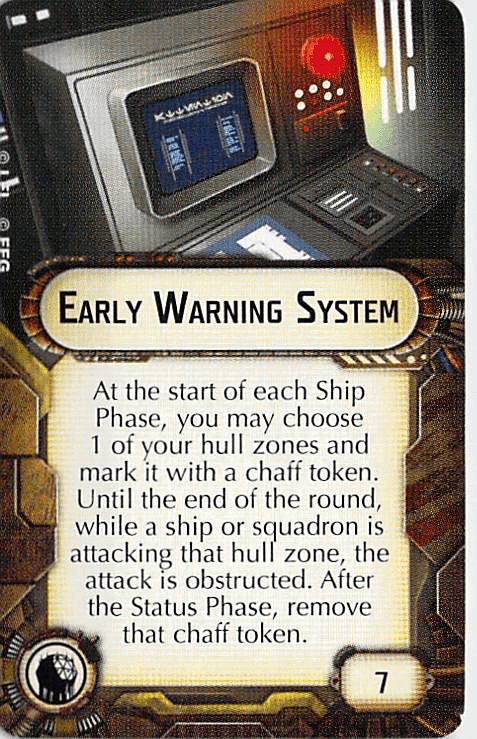 © LFL © FFG
EARLY WARNING SYSTEM
At the start of each Ship
Phase, you may choose
1 of your hull zones and
mark it with a chaff token.
Until the end of the round,
while a ship or squadron is
attacking that hull zone, the
attack is obstructed. After
the Status Phase, remove
that chaff token.
7